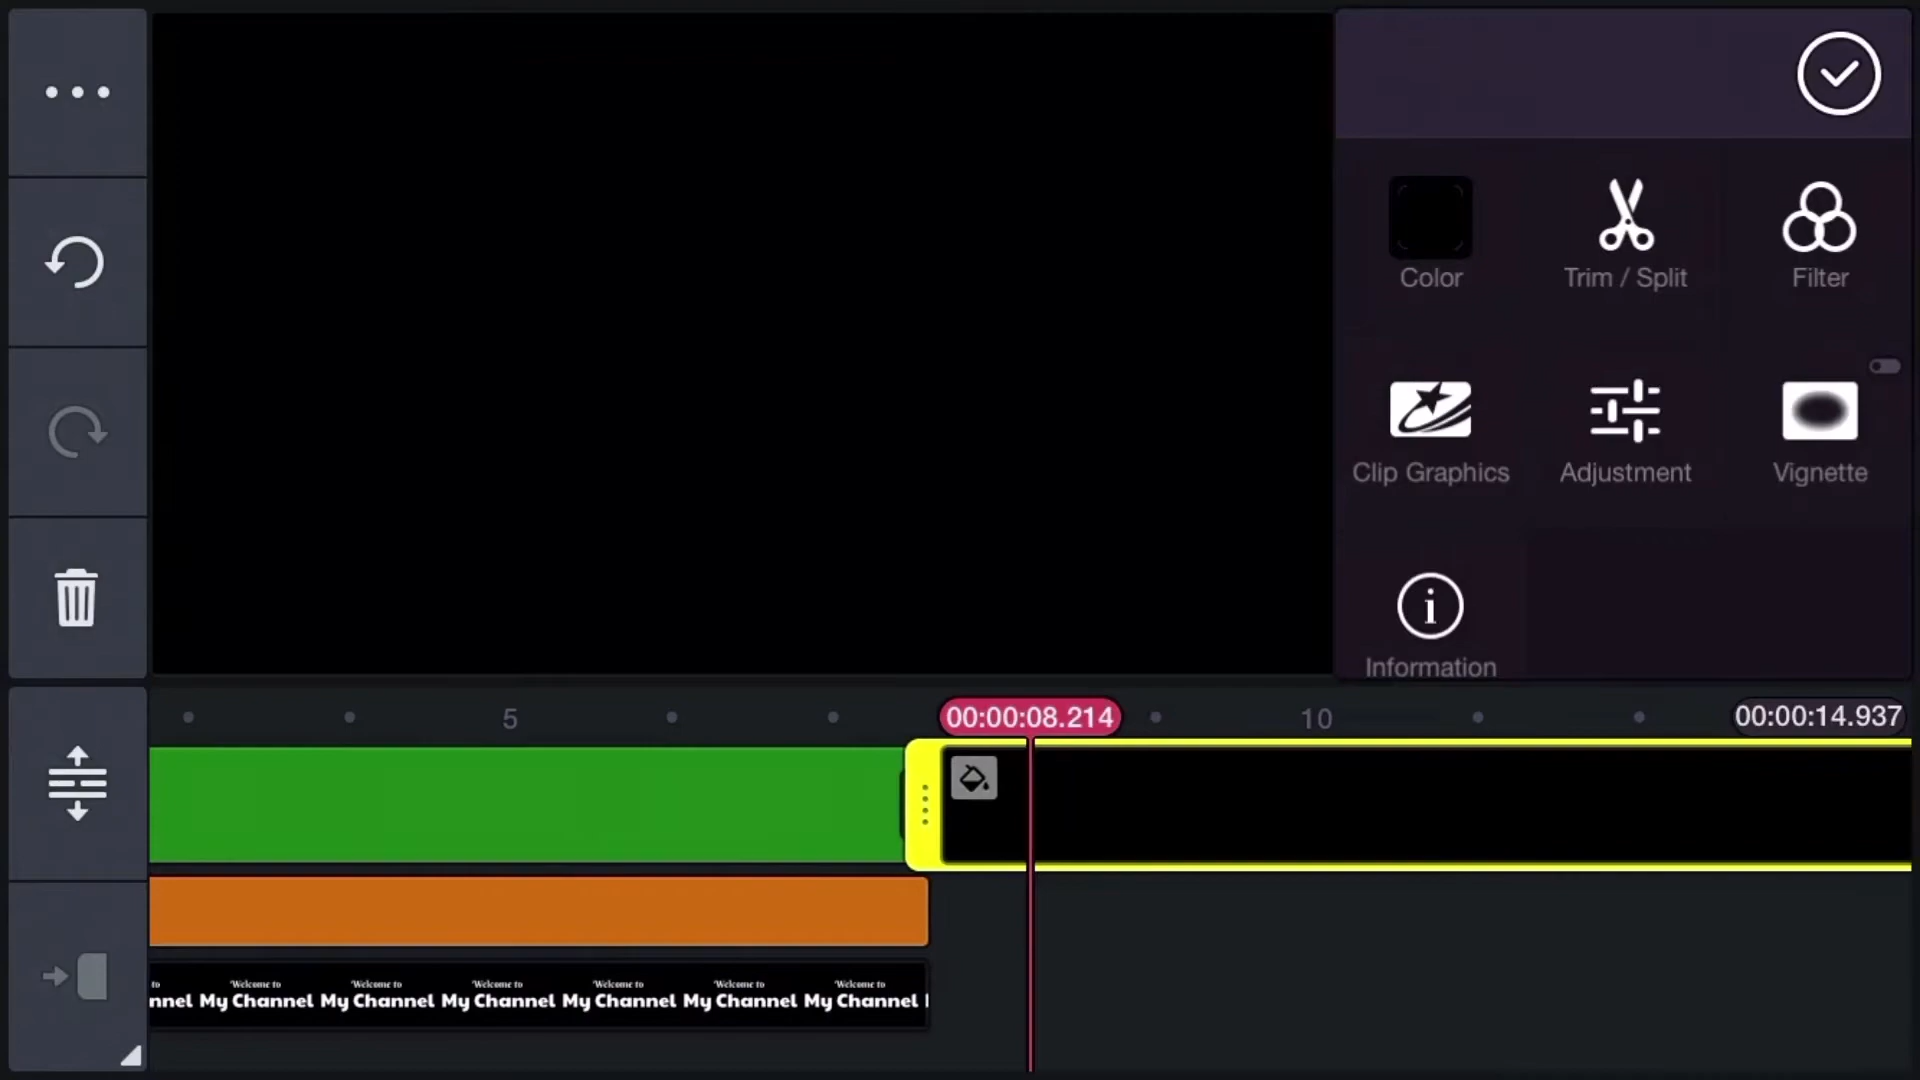 Color
Trim / Split
Filter
Clip Graphics
Adjustment
Vignette
Information
5
00:00:08.214
10
00:00:14.937
to Welcome to Welcome to Welcome to Welcome to Welcome to Welcome to
nnel My Channel My Channel My Channel My Channel My Channel My Channel